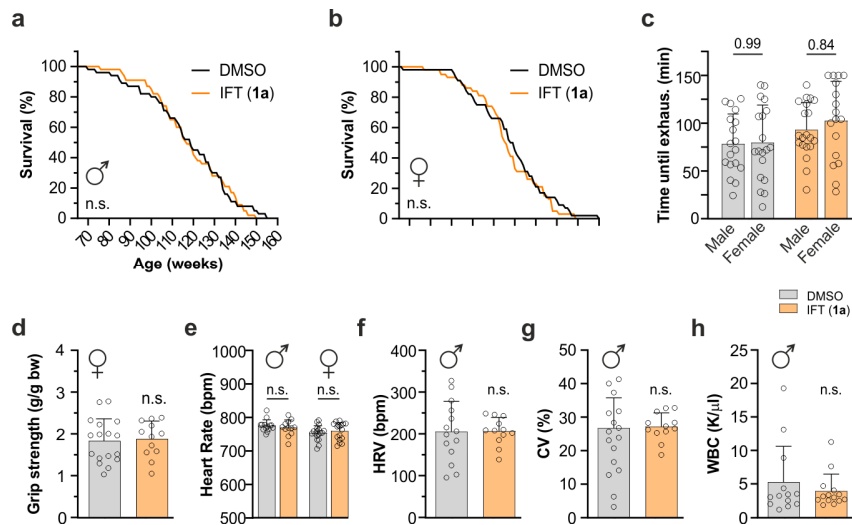 a
b
c
Survival (%)
100
80
60
40
20
0
DMSO
IFT (1a)
♂
n.s.
70 80 90 100 110 120 130 140 150 160
Age (weeks)
Survival (%)
100
80
60
40
20
0
DMSO
IFT (1a)
♀
n.s.
Time until exhaus. (min)
150
100
75
50
25
0
0.99
0.84
Male
Female
Male
Female
DMSO
IFT (1a)
d
e
f
g
h
Grip strength (g/g bw)
4
3
2
1
0
♀
n.s.
Heart Rate (bpm)
1000
900
800
700
600
500
♂
♀
n.s.
n.s.
HRV (bpm)
400
300
200
100
0
♂
n.s.
CV (%)
50
40
30
20
10
0
♂
n.s.
WBC (K/µl)
25
20
15
10
5
0
♂
n.s.